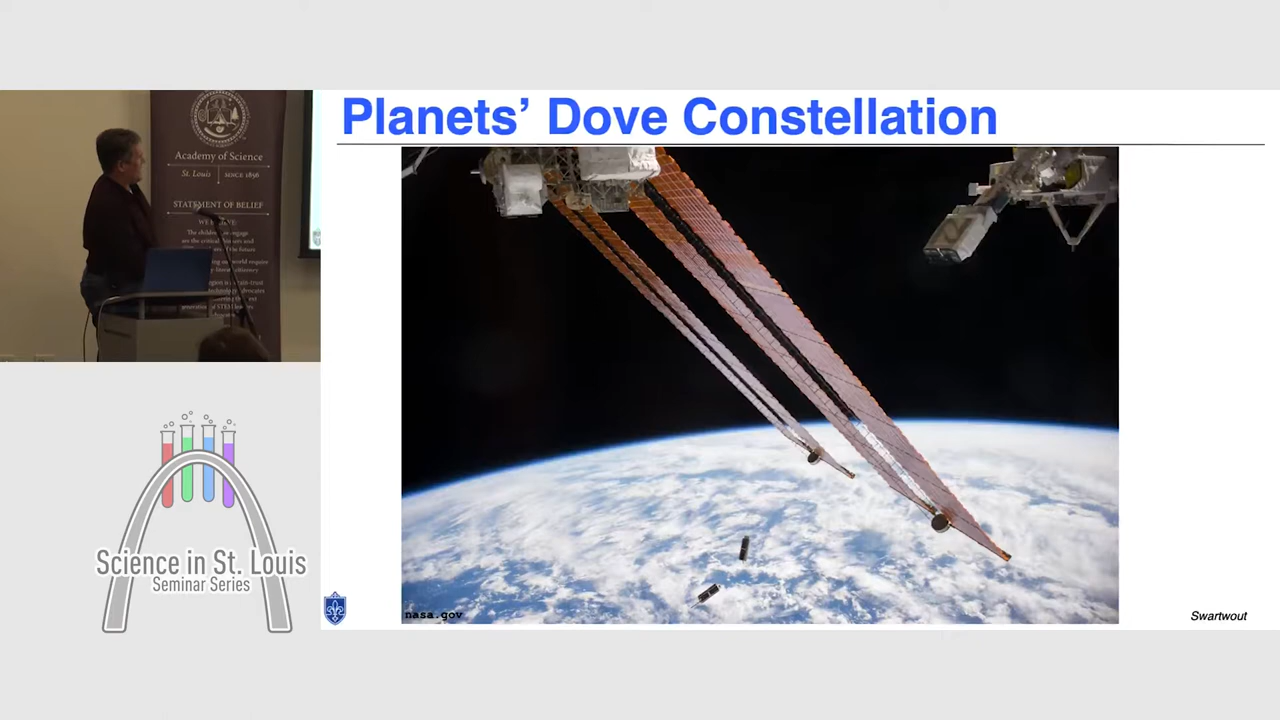 Planets’ Dove Constellation
Academy of Science
St. Louis
SINCE 1856
STATEMENT OF BELIEF
nasa.gov
Swartwout
Science in St. Louis
Seminar Series